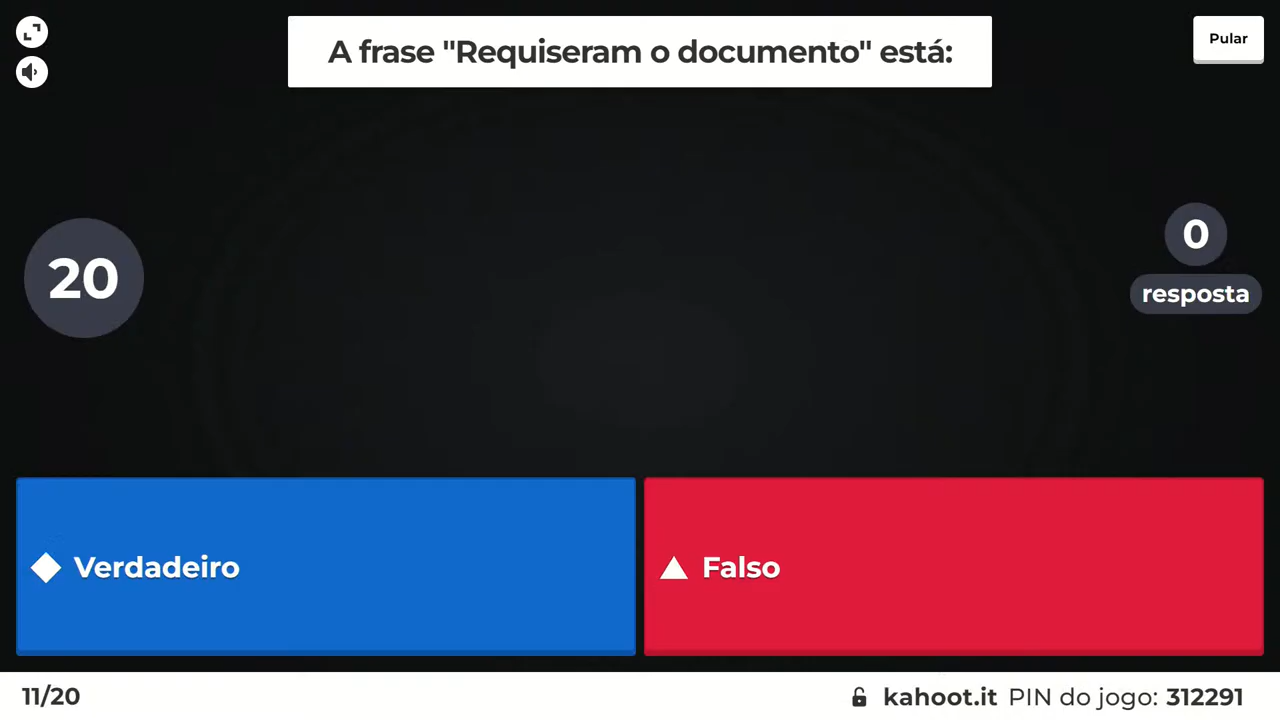 A frase "Requiseram o documento" está:
Pular
20
0
resposta
Verdadeiro
Falso
11/20
kahoot.it PIN do jogo: 312291